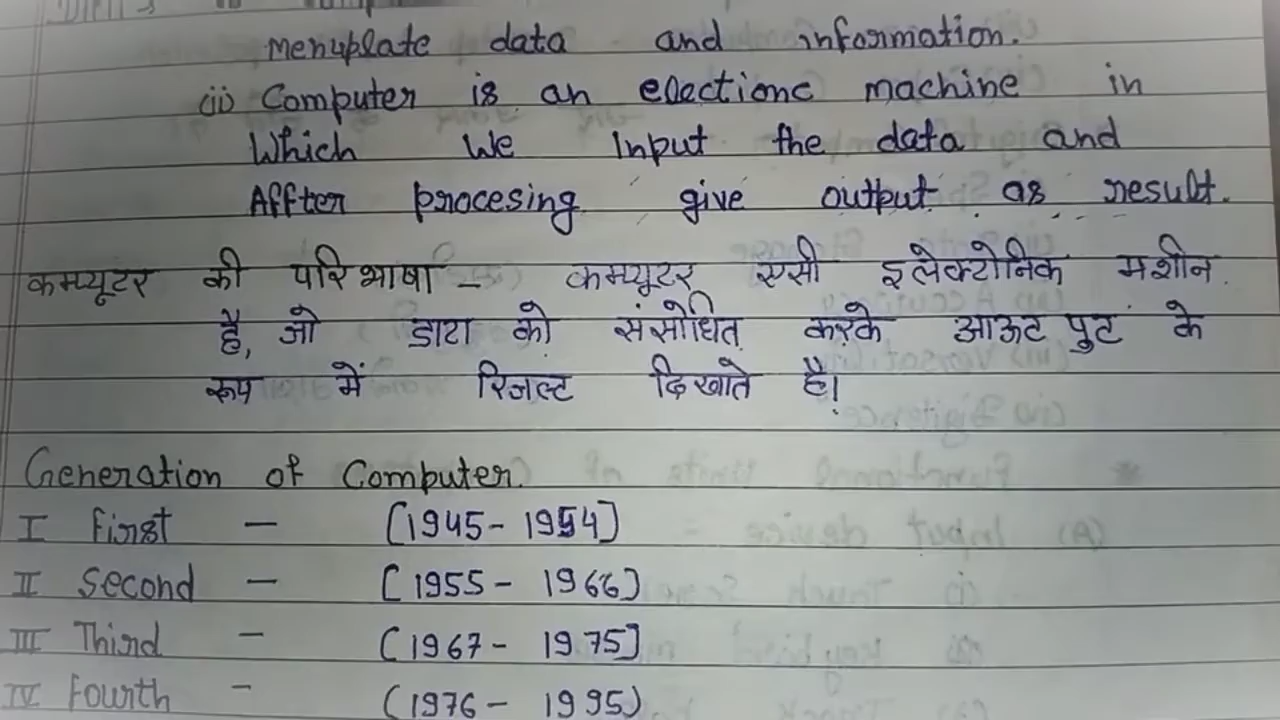 menuplate data and information.
(ii) Computer is an electionc machine in
Which We Input the data and
Affter procesing give output as result.
कम्प्यूटर की परिभाषा - कम्प्यूटर एसी इलेक्टोनिक मशीन
है, जो डाटा को संसोधित करके आऊट पुट के
रूप में रिजल्ट दिखाते है।
Generation of Computer.
I First - [1945 - 1954]
II Second - [1955 - 1966]
III Third - [1967 - 1975]
IV Fourth - (1976 - 1995)